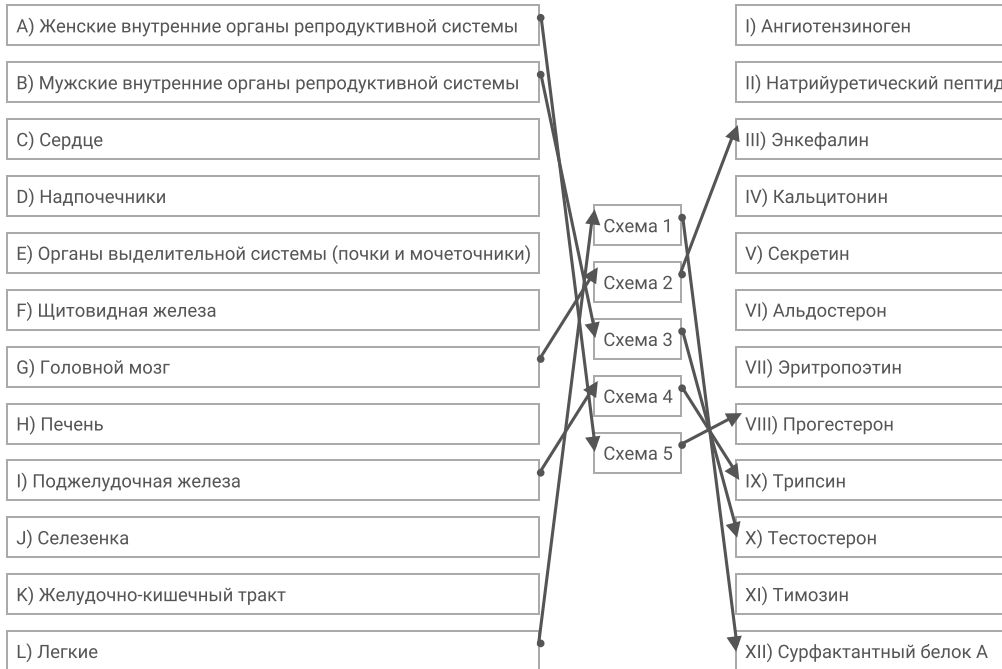 A) Женские внутренние органы репродуктивной системы
B) Мужские внутренние органы репродуктивной системы
C) Сердце
D) Надпочечники
E) Органы выделительной системы (почки и мочеточники)
F) Щитовидная железа
G) Головной мозг
H) Печень
I) Поджелудочная железа
J) Селезенка
K) Желудочно-кишечный тракт
L) Легкие
Схема 1
Схема 2
Схема 3
Схема 4
Схема 5
I) Ангиотензиноген
II) Натрийуретический пептид
III) Энкефалин
IV) Кальцитонин
V) Секретин
VI) Альдостерон
VII) Эритропоэтин
VIII) Прогестерон
IX) Трипсин
X) Тестостерон
XI) Тимозин
XII) Сурфактантный белок А